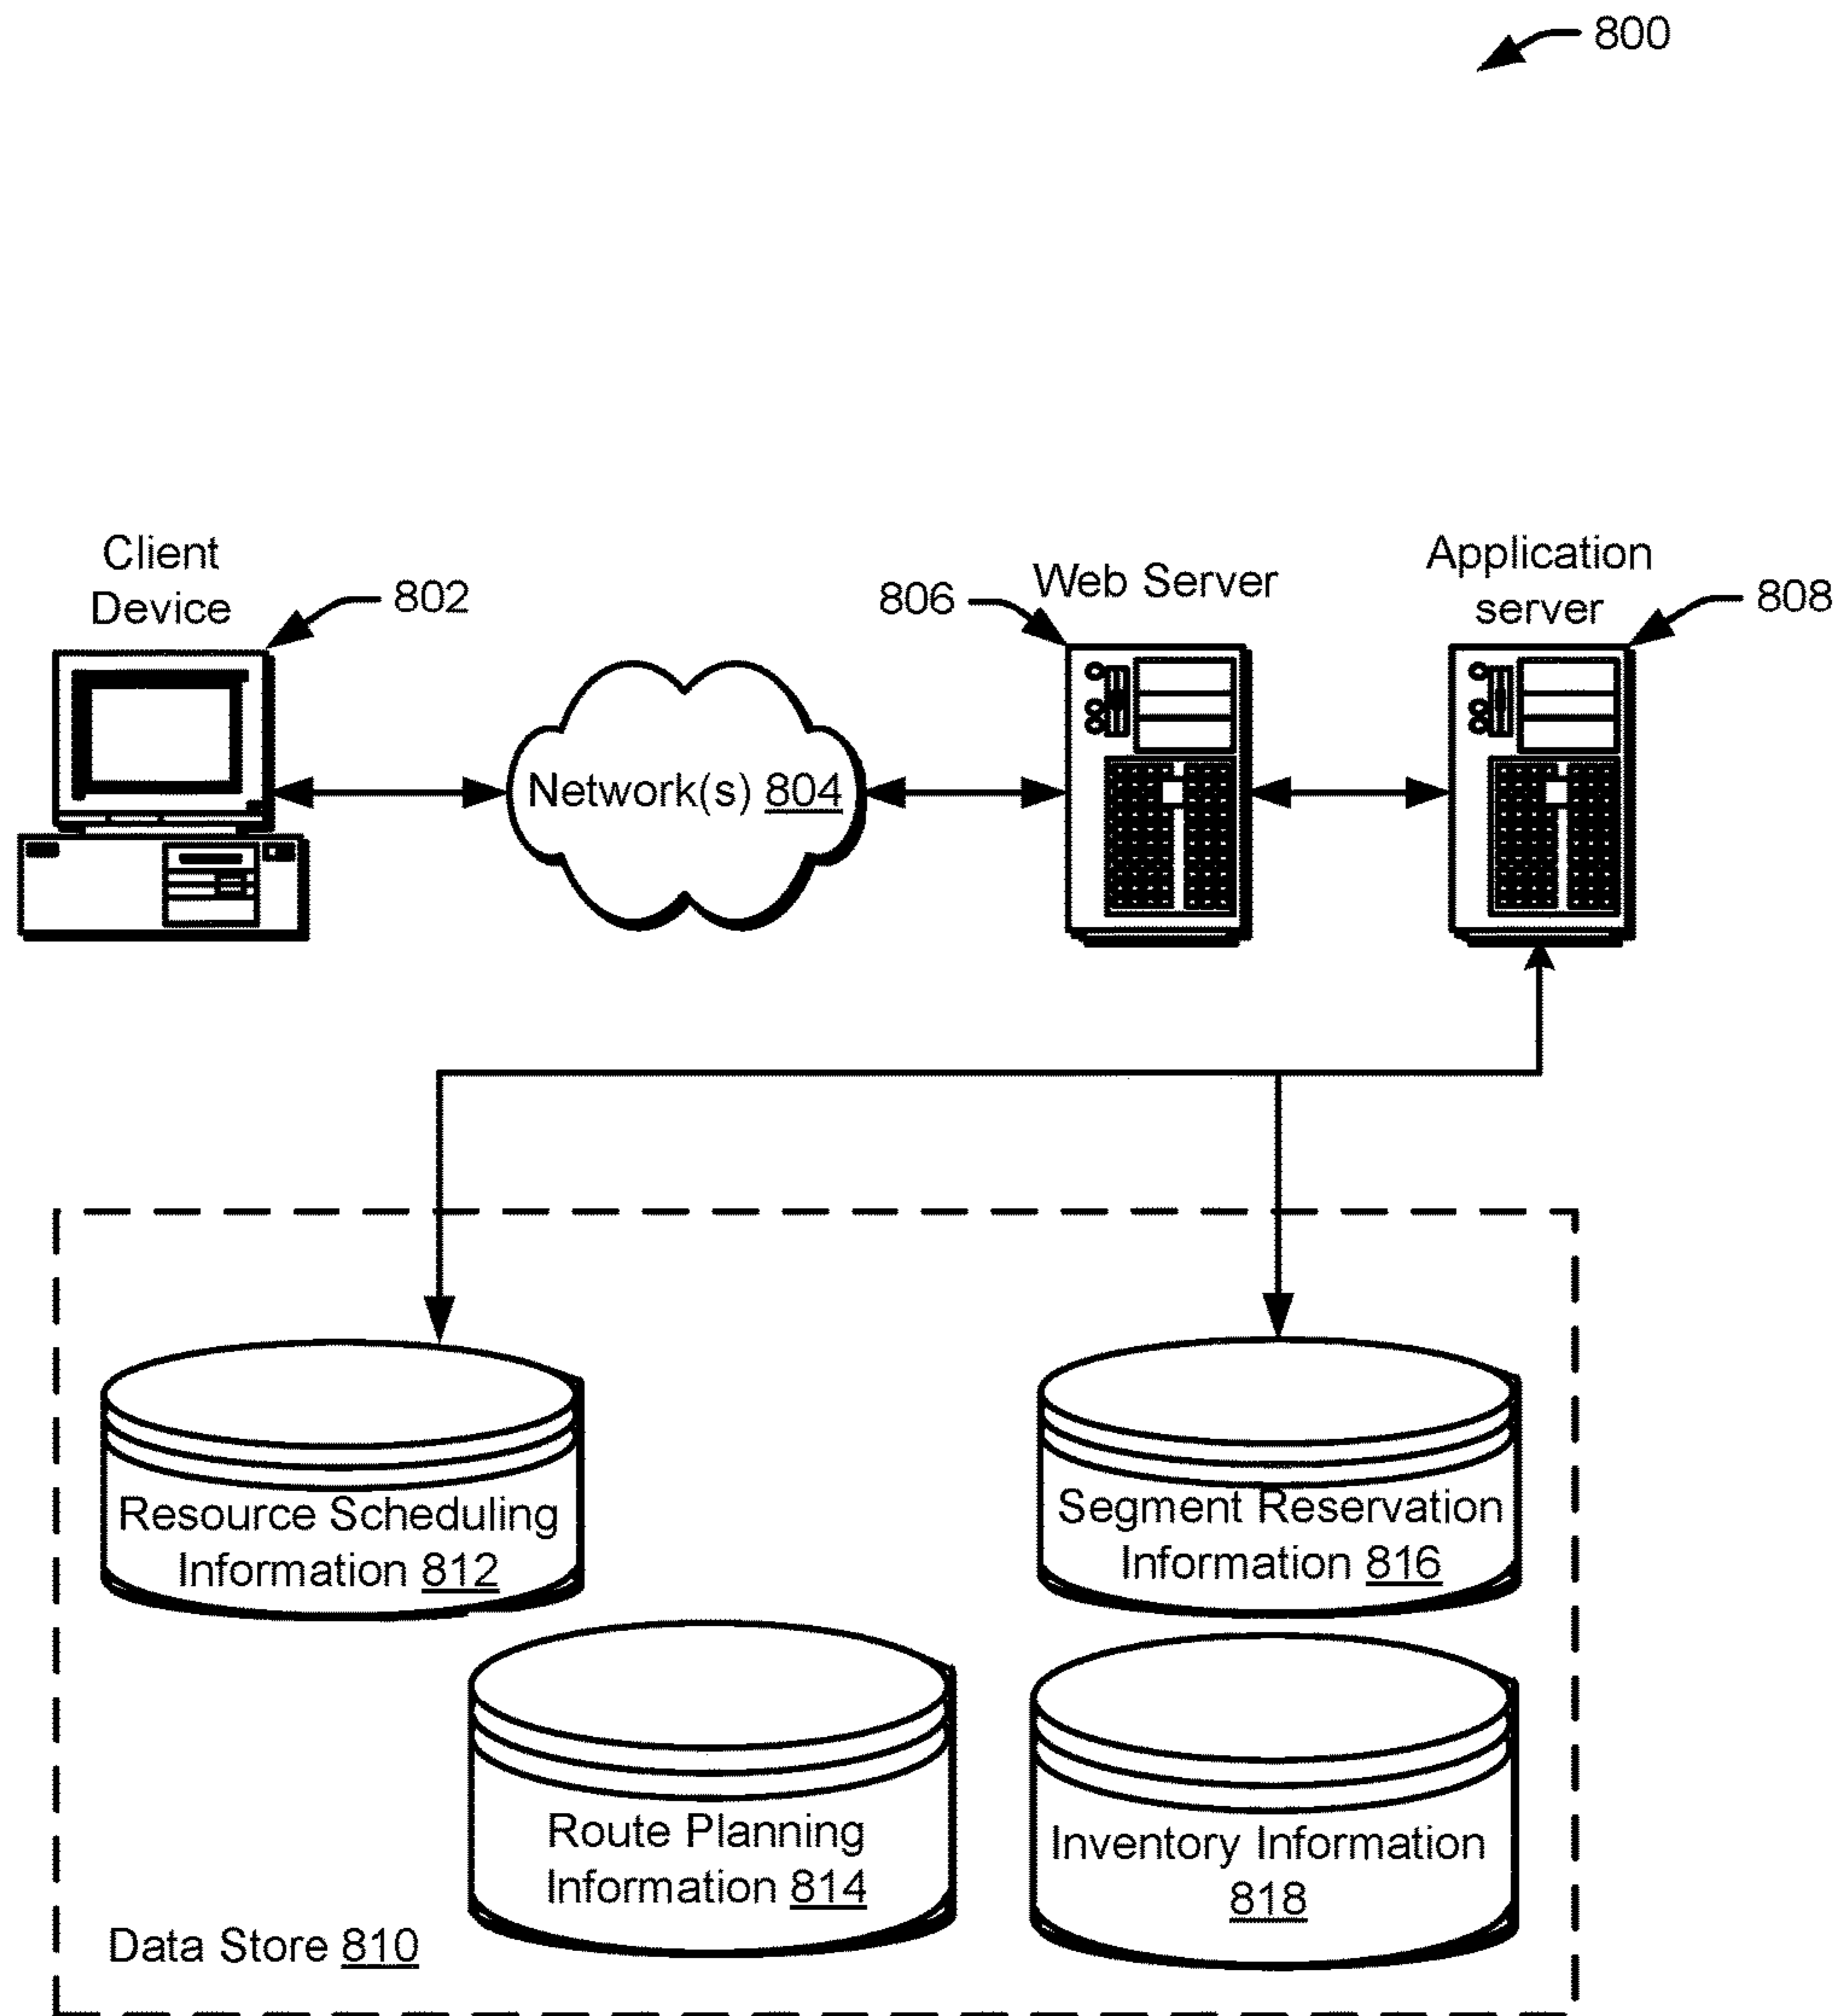 800
Client
Device
802
806
Web Server
Application
server
808
Network(s) 804
Resource Scheduling
Information 812
Segment Reservation
Information 816
Route Planning
Information 814
Inventory Information
818
Data Store 810